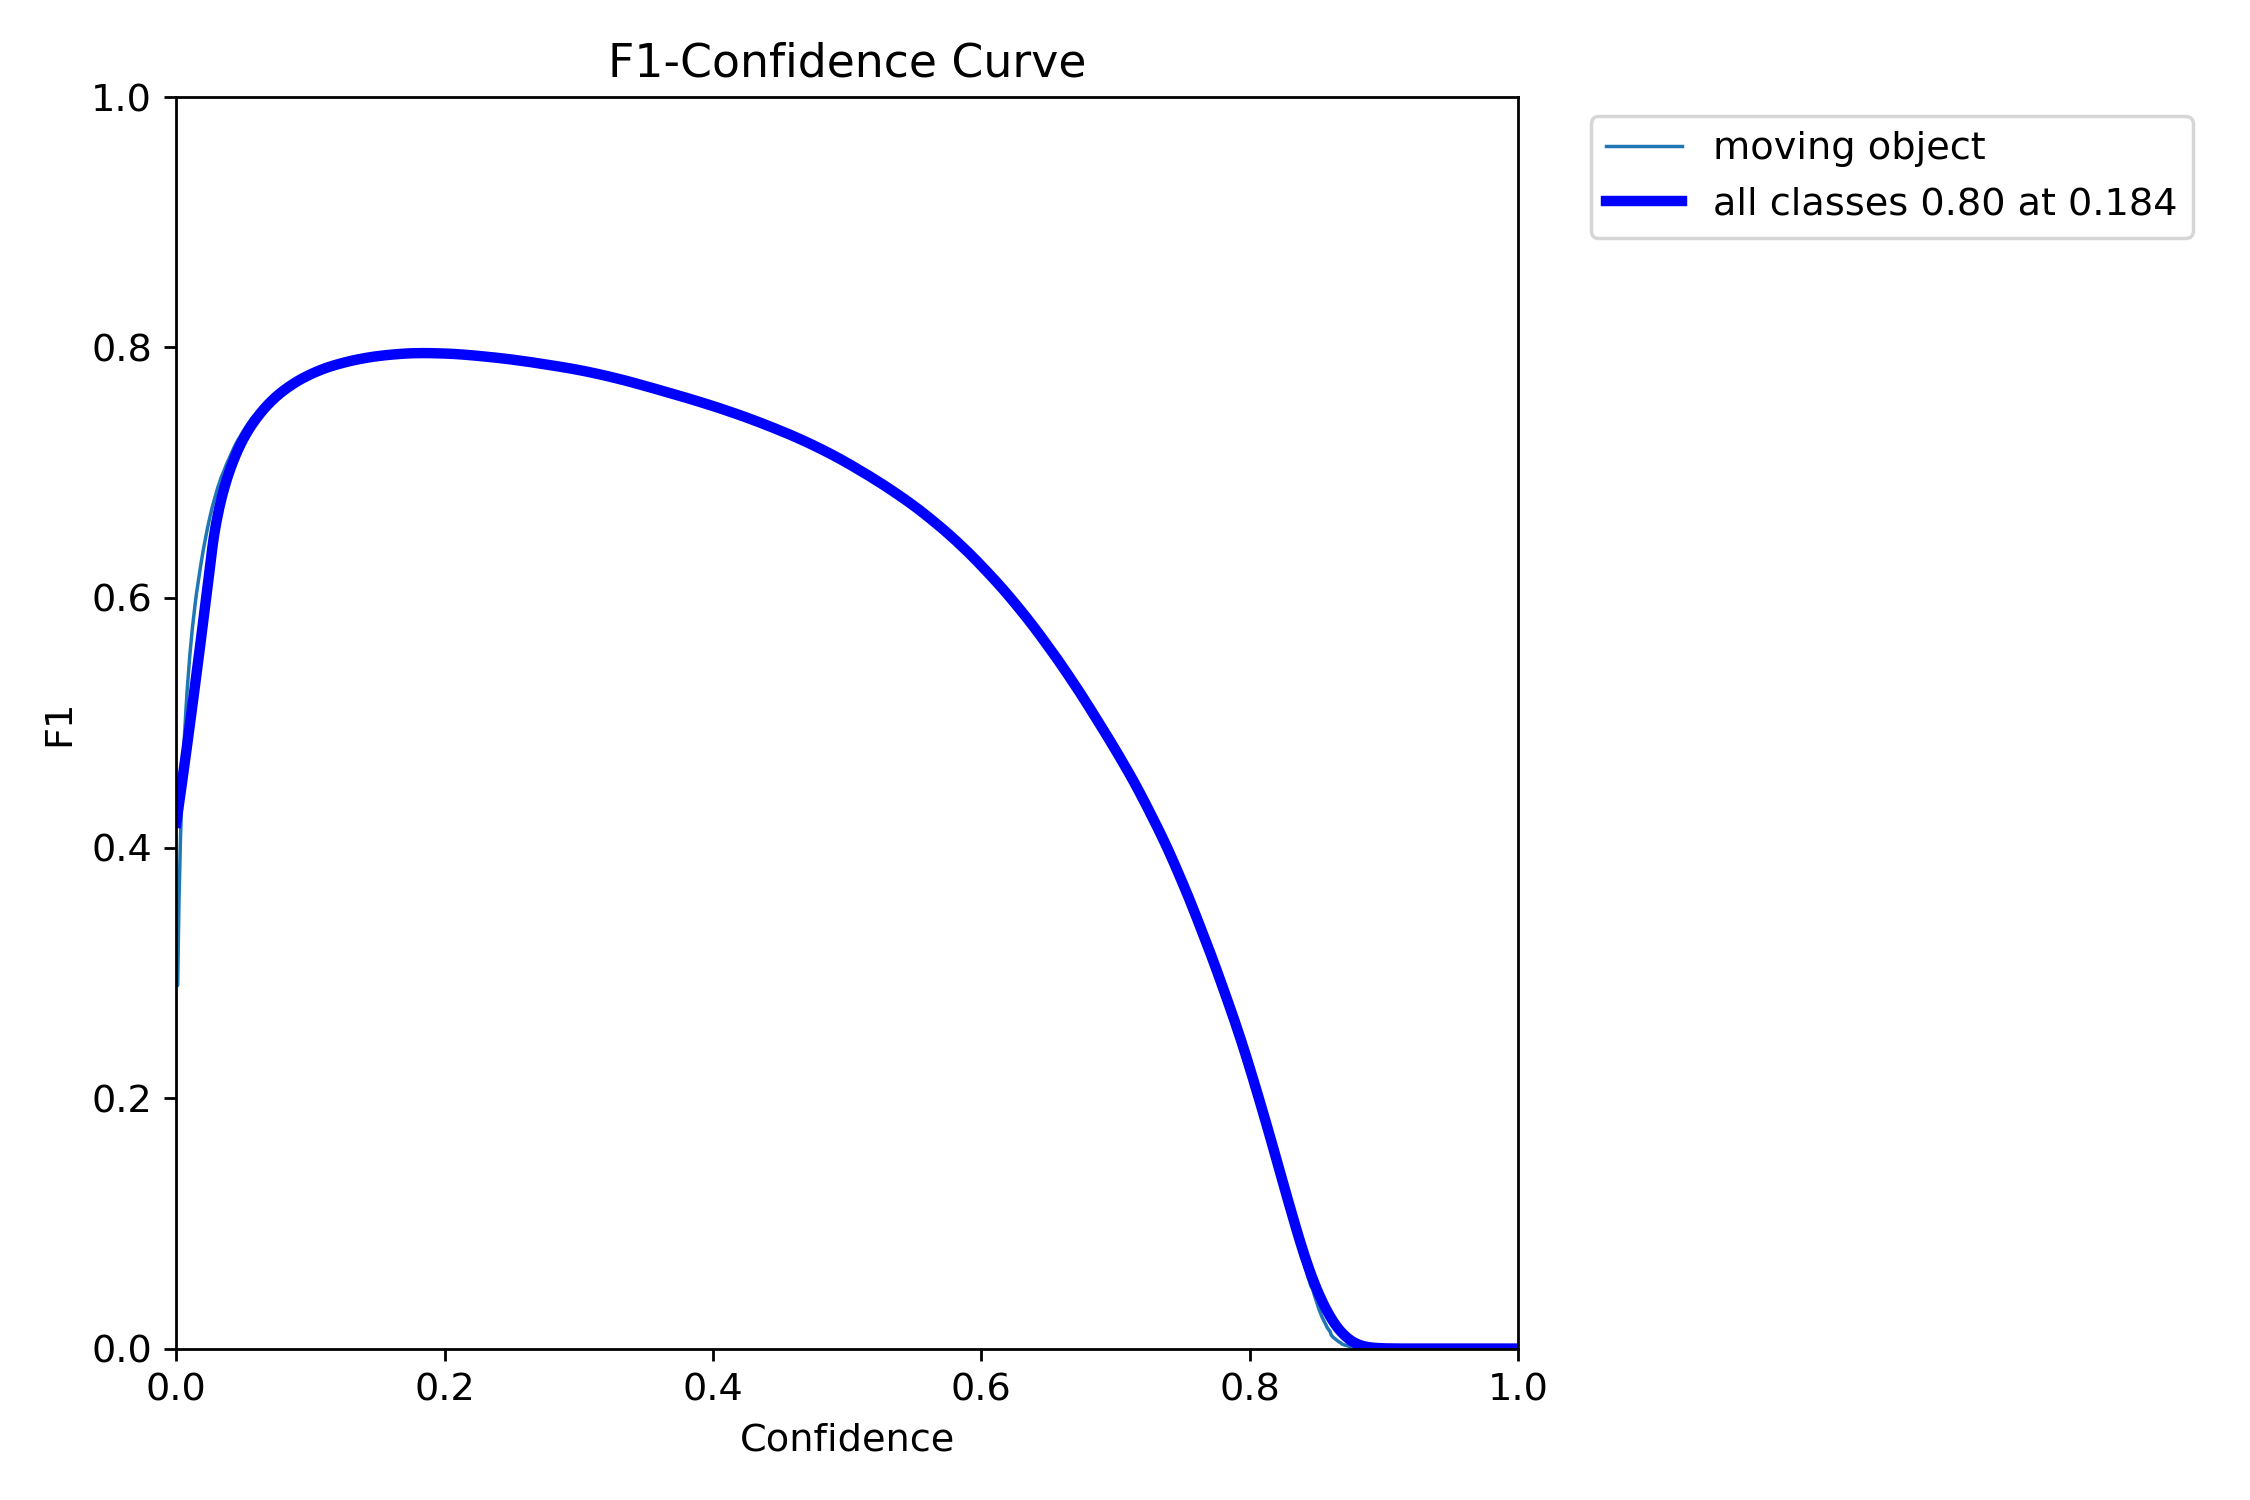 F1-Confidence Curve
moving object
all classes 0.80 at 0.184
1.0
0.8
0.6
0.4
0.2
0.0
F1
0.0 0.2 0.4 0.6 0.8 1.0
Confidence